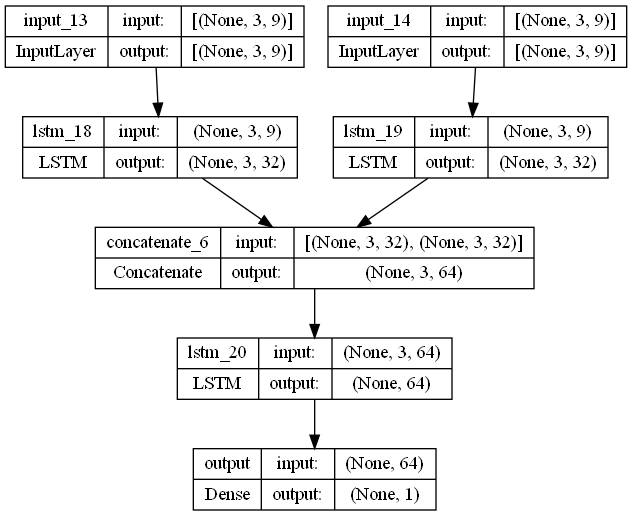 input_13 input: [(None, 3, 9)]
InputLayer output: [(None, 3, 9)]
input_14 input: [(None, 3, 9)]
InputLayer output: [(None, 3, 9)]
lstm_18 input: (None, 3, 9)
LSTM output: (None, 3, 32)
lstm_19 input: (None, 3, 9)
LSTM output: (None, 3, 32)
concatenate_6 input: [(None, 3, 32), (None, 3, 32)]
Concatenate output: (None, 3, 64)
lstm_20 input: (None, 3, 64)
LSTM output: (None, 64)
output input: (None, 64)
Dense output: (None, 1)